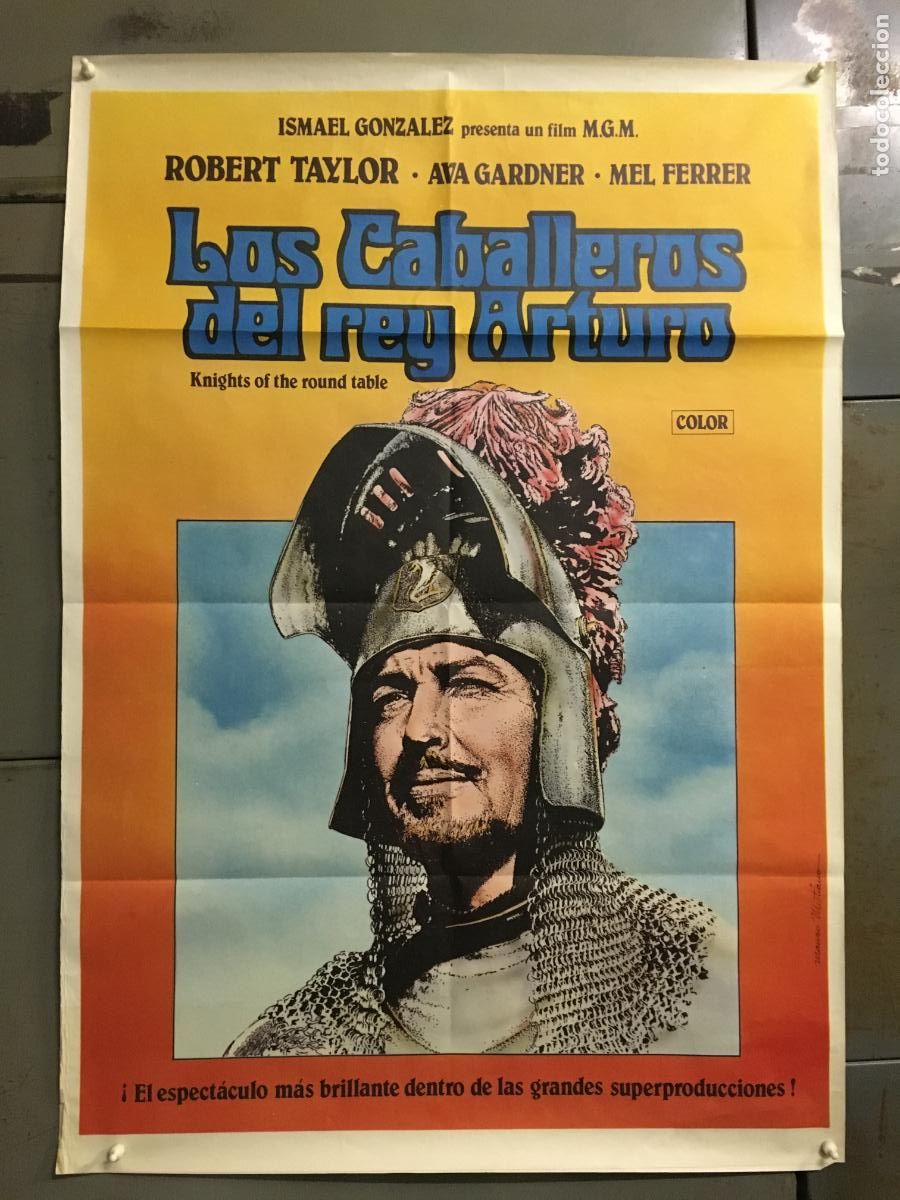 ISMAEL GONZALEZ presenta un film M.G.M.
ROBERT TAYLOR · AVA GARDNER · MEL FERRER
Los Caballeros
del rey Arturo
Knights of the round table
COLOR
¡ El espectáculo más brillante dentro de las grandes superproducciones !
todocoleccion